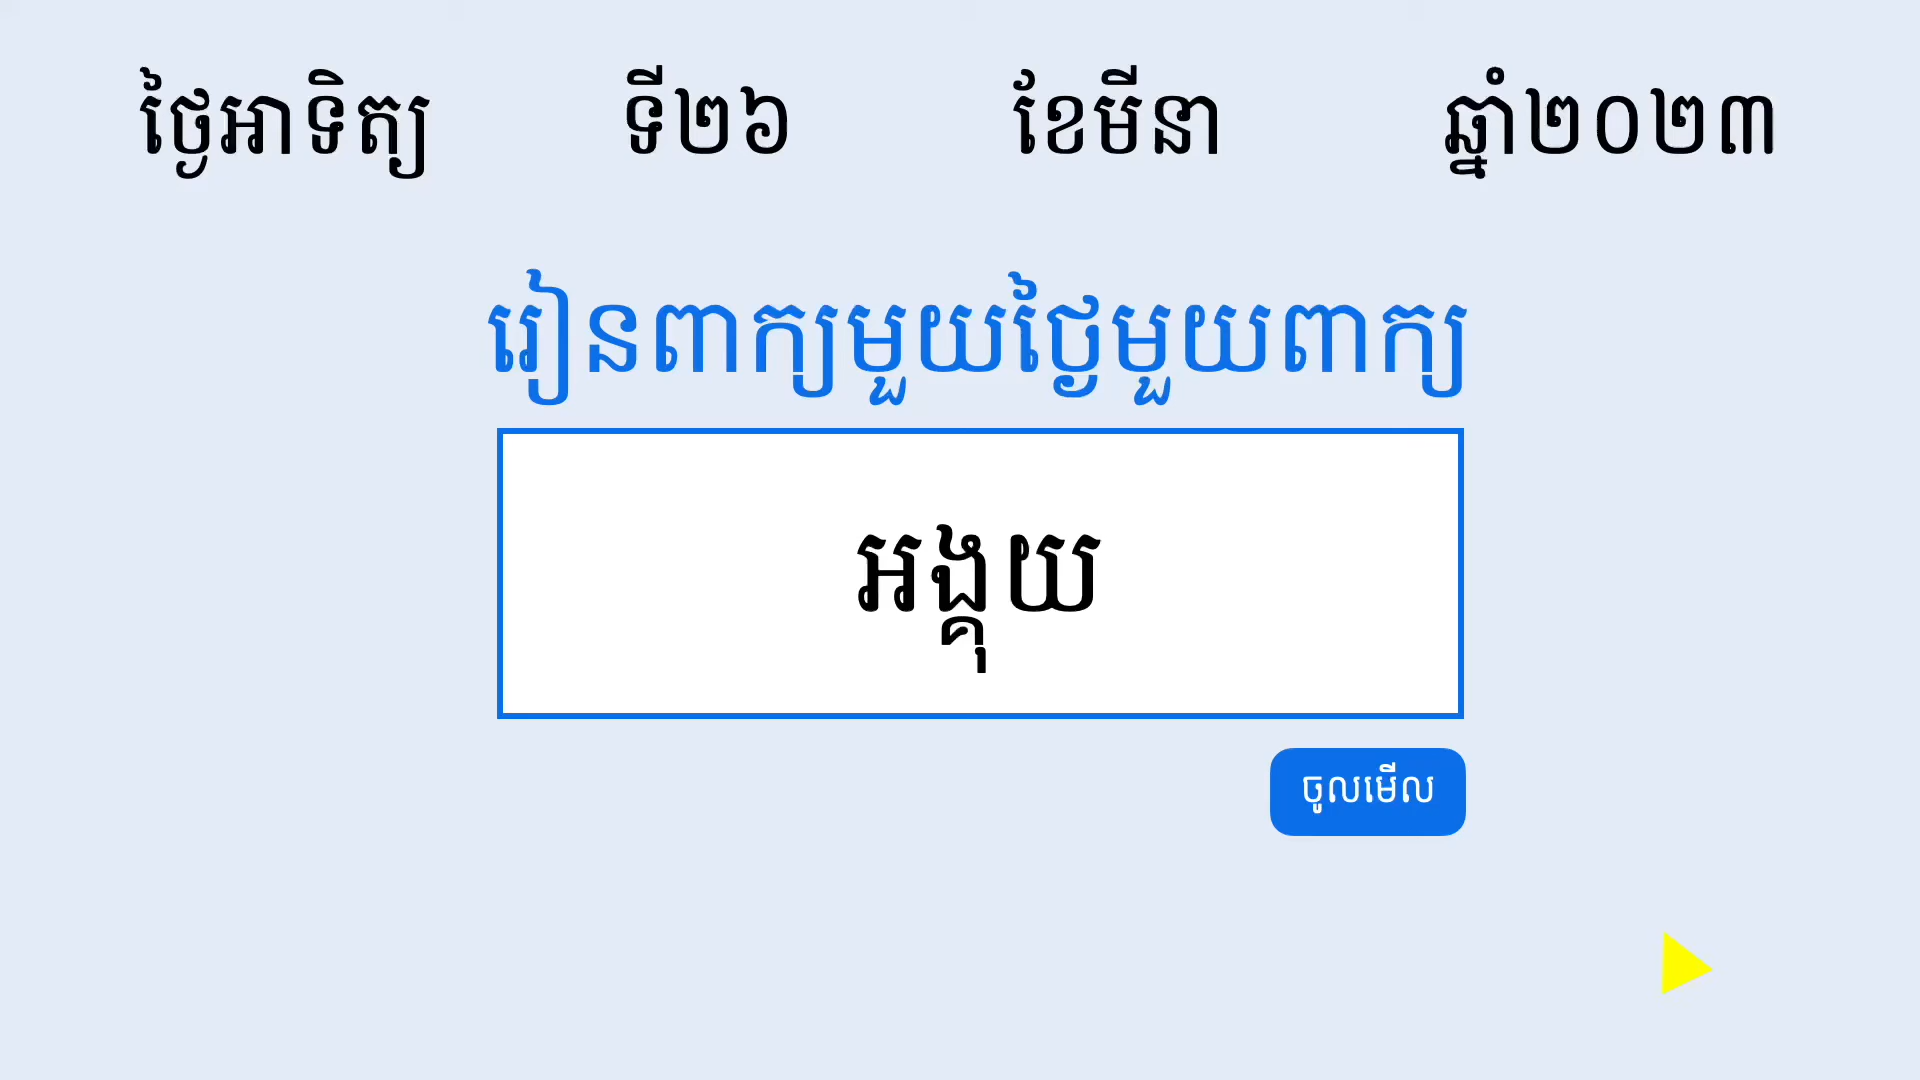 ថ្ងៃអាទិត្យ ទី២៦ ខែមីនា ឆ្នាំ២០២៣
រៀនពាក្យមួយថ្ងៃមួយពាក្យ
អង្គុយ
ចូលមើល